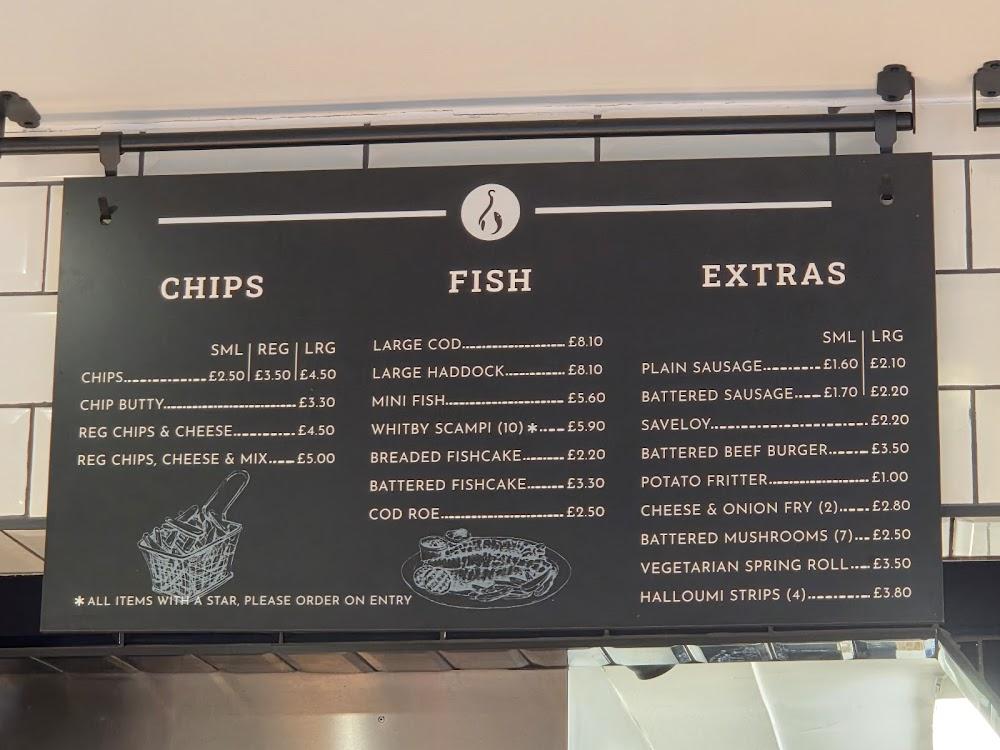 CHIPS
SML | REG | LRG
CHIPS £2.50 £3.50 £4.50
CHIP BUTTY £3.30
REG CHIPS & CHEESE £4.50
REG CHIPS, CHEESE & MIX £5.00
*ALL ITEMS WITH A STAR, PLEASE ORDER ON ENTRY
FISH
LARGE COD £8.10
LARGE HADDOCK £8.10
MINI FISH £5.60
WHITBY SCAMPI (10) * £5.90
BREADED FISHCAKE £2.20
BATTERED FISHCAKE £3.30
COD ROE £2.50
EXTRAS
SML | LRG
PLAIN SAUSAGE £1.60 £2.10
BATTERED SAUSAGE £1.70 £2.20
SAVELOY £2.20
BATTERED BEEF BURGER £3.50
POTATO FRITTER £1.00
CHEESE & ONION FRY (2) £2.80
BATTERED MUSHROOMS (7) £2.50
VEGETARIAN SPRING ROLL £3.50
HALLOUMI STRIPS (4) £3.80